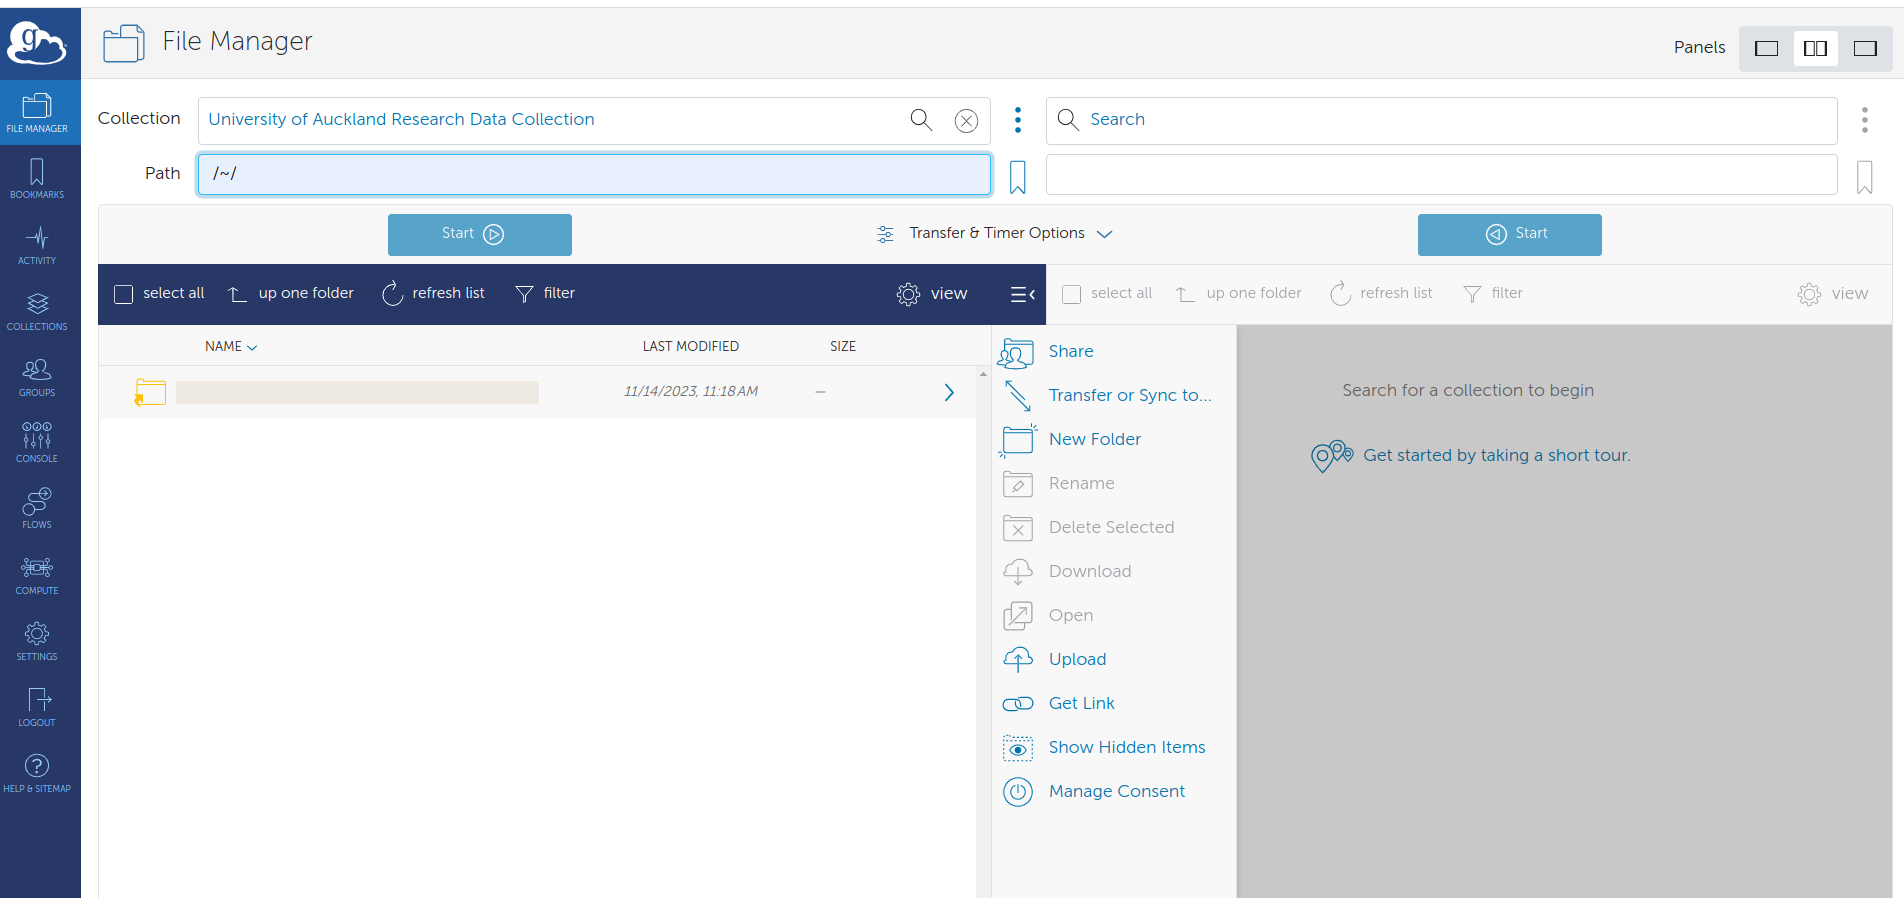 g
File Manager
Panels
FILE MANAGER
BOOKMARKS
ACTIVITY
COLLECTIONS
GROUPS
CONSOLE
FLOWS
COMPUTE
SETTINGS
LOGOUT
HELP & SITEMAP
Collection
University of Auckland Research Data Collection
Search
Path
/~/
Start
Transfer & Timer Options
Start
select all
up one folder
refresh list
filter
view
select all
up one folder
refresh list
filter
view
NAME
LAST MODIFIED
SIZE
11/14/2023, 11:18 AM
—
Share
Transfer or Sync to...
New Folder
Rename
Delete Selected
Download
Open
Upload
Get Link
Show Hidden Items
Manage Consent
Search for a collection to begin
Get started by taking a short tour.